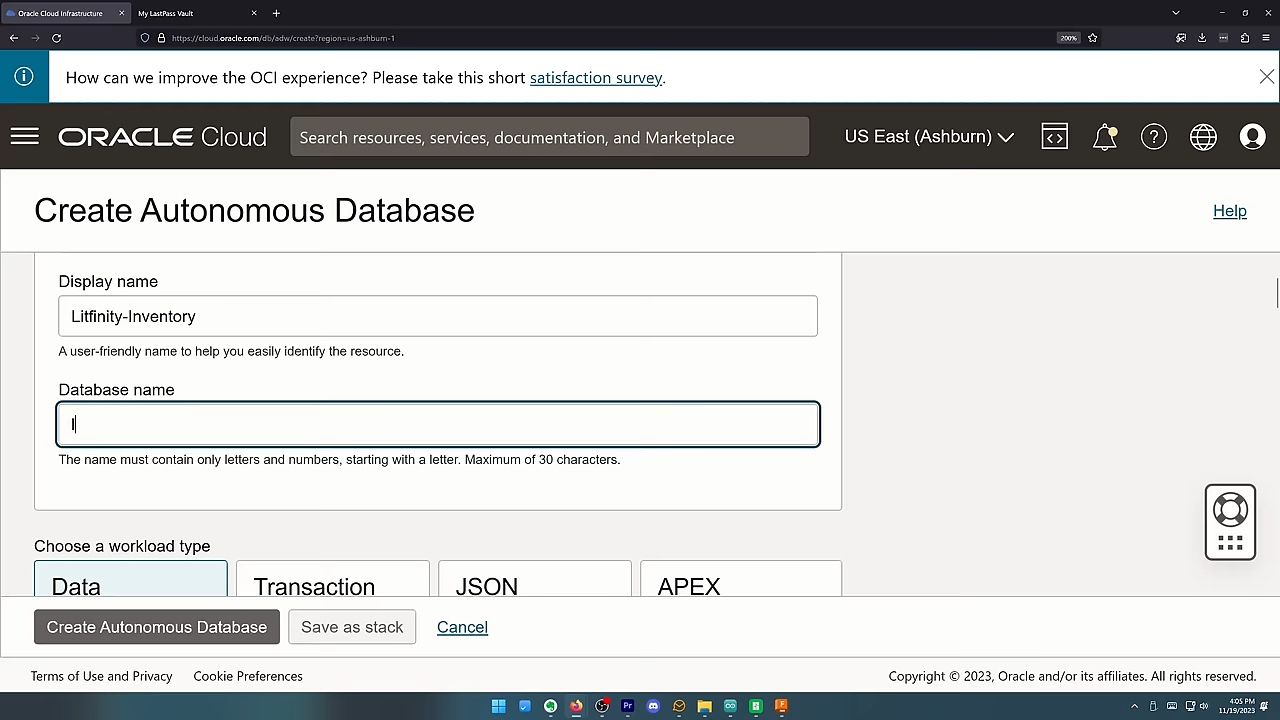 Oracle Cloud Infrastructure
My LastPass Vault
https://cloud.oracle.com/db/adw/create?region=us-ashburn-1
200%
How can we improve the OCI experience? Please take this short satisfaction survey.
ORACLE Cloud
Search resources, services, documentation, and Marketplace
US East (Ashburn)
Create Autonomous Database
Help
Display name
Litfinity-Inventory
A user-friendly name to help you easily identify the resource.
Database name
The name must contain only letters and numbers, starting with a letter. Maximum of 30 characters.
Choose a workload type
Data
Transaction
JSON
APEX
Create Autonomous Database
Save as stack
Cancel
Terms of Use and Privacy
Cookie Preferences
Copyright © 2023, Oracle and/or its affiliates. All rights reserved.
4:05 PM
11/19/2023